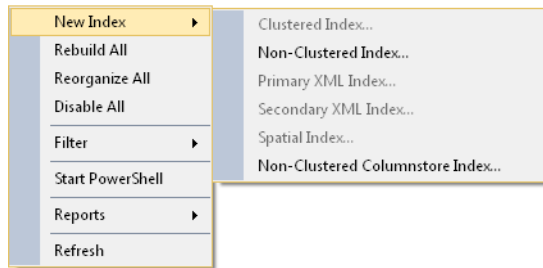 New Index
Rebuild All
Reorganize All
Disable All
Filter
Start PowerShell
Reports
Refresh
Clustered Index...
Non-Clustered Index...
Primary XML Index...
Secondary XML Index...
Spatial Index...
Non-Clustered Columnstore Index...